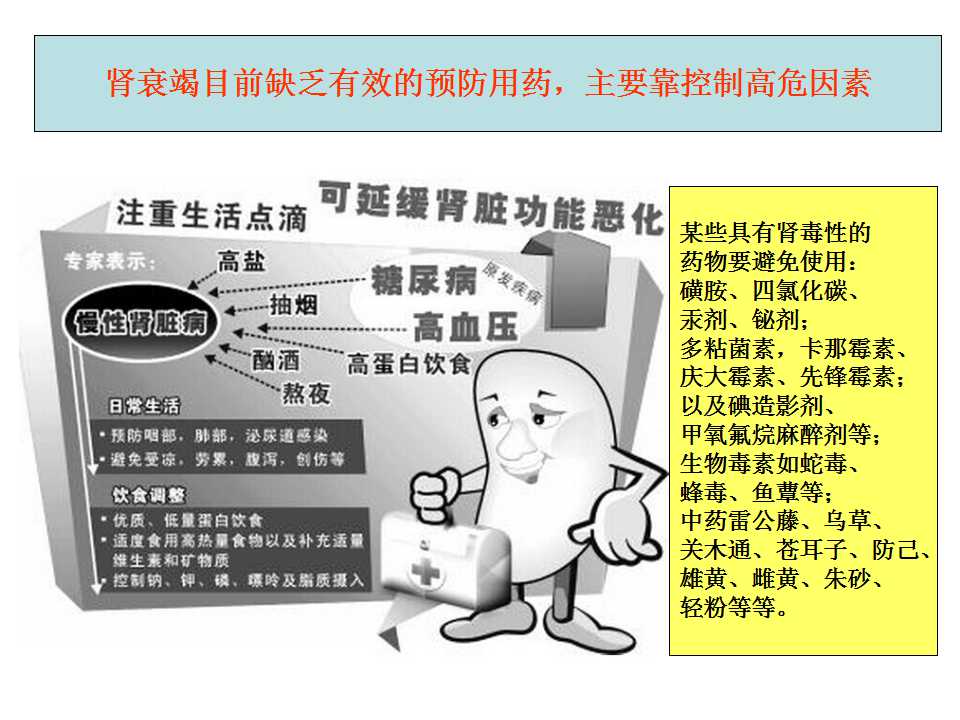 肾衰竭目前缺乏有效的预防用药，主要靠控制高危因素
注重生活点滴
可延缓肾脏功能恶化
专家表示：
高盐
糖尿病
原发疾病
抽烟
慢性肾脏病
高血压
酗酒
高蛋白饮食
熬夜
日常生活
·预防咽部，肺部，泌尿道感染
·避免受凉，劳累，腹泻，创伤等
饮食调整
·优质、低量蛋白饮食
·适度食用高热量食物以及补充适量
维生素和矿物质
·控制钠、钾、磷、嘌呤及脂质摄入
某些具有肾毒性的
药物要避免使用：
磺胺、四氯化碳、
汞剂、铋剂；
多粘菌素，卡那霉素、
庆大霉素、先锋霉素；
以及碘造影剂、
甲氧氟烷麻醉剂等；
生物毒素如蛇毒、
蜂毒、鱼蕈等；
中药雷公藤、乌草、
关木通、苍耳子、防己、
雄黄、雌黄、朱砂、
轻粉等等。